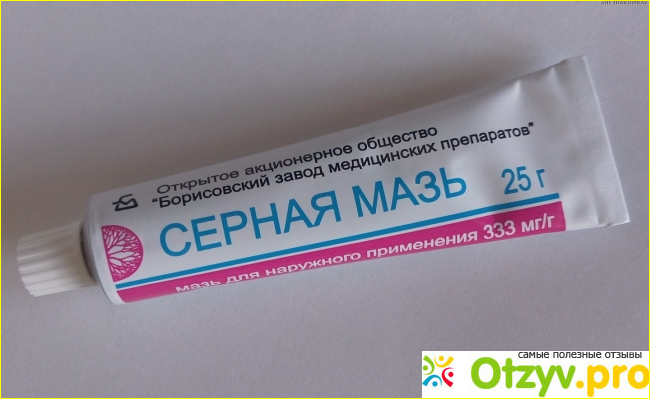 Открытое акционерное общество
"Борисовский завод медицинских препаратов"
СЕРНАЯ МАЗЬ 25 г
мазь для наружного применения 333 мг/г
самые полезные отзывы
Otzyv.pro